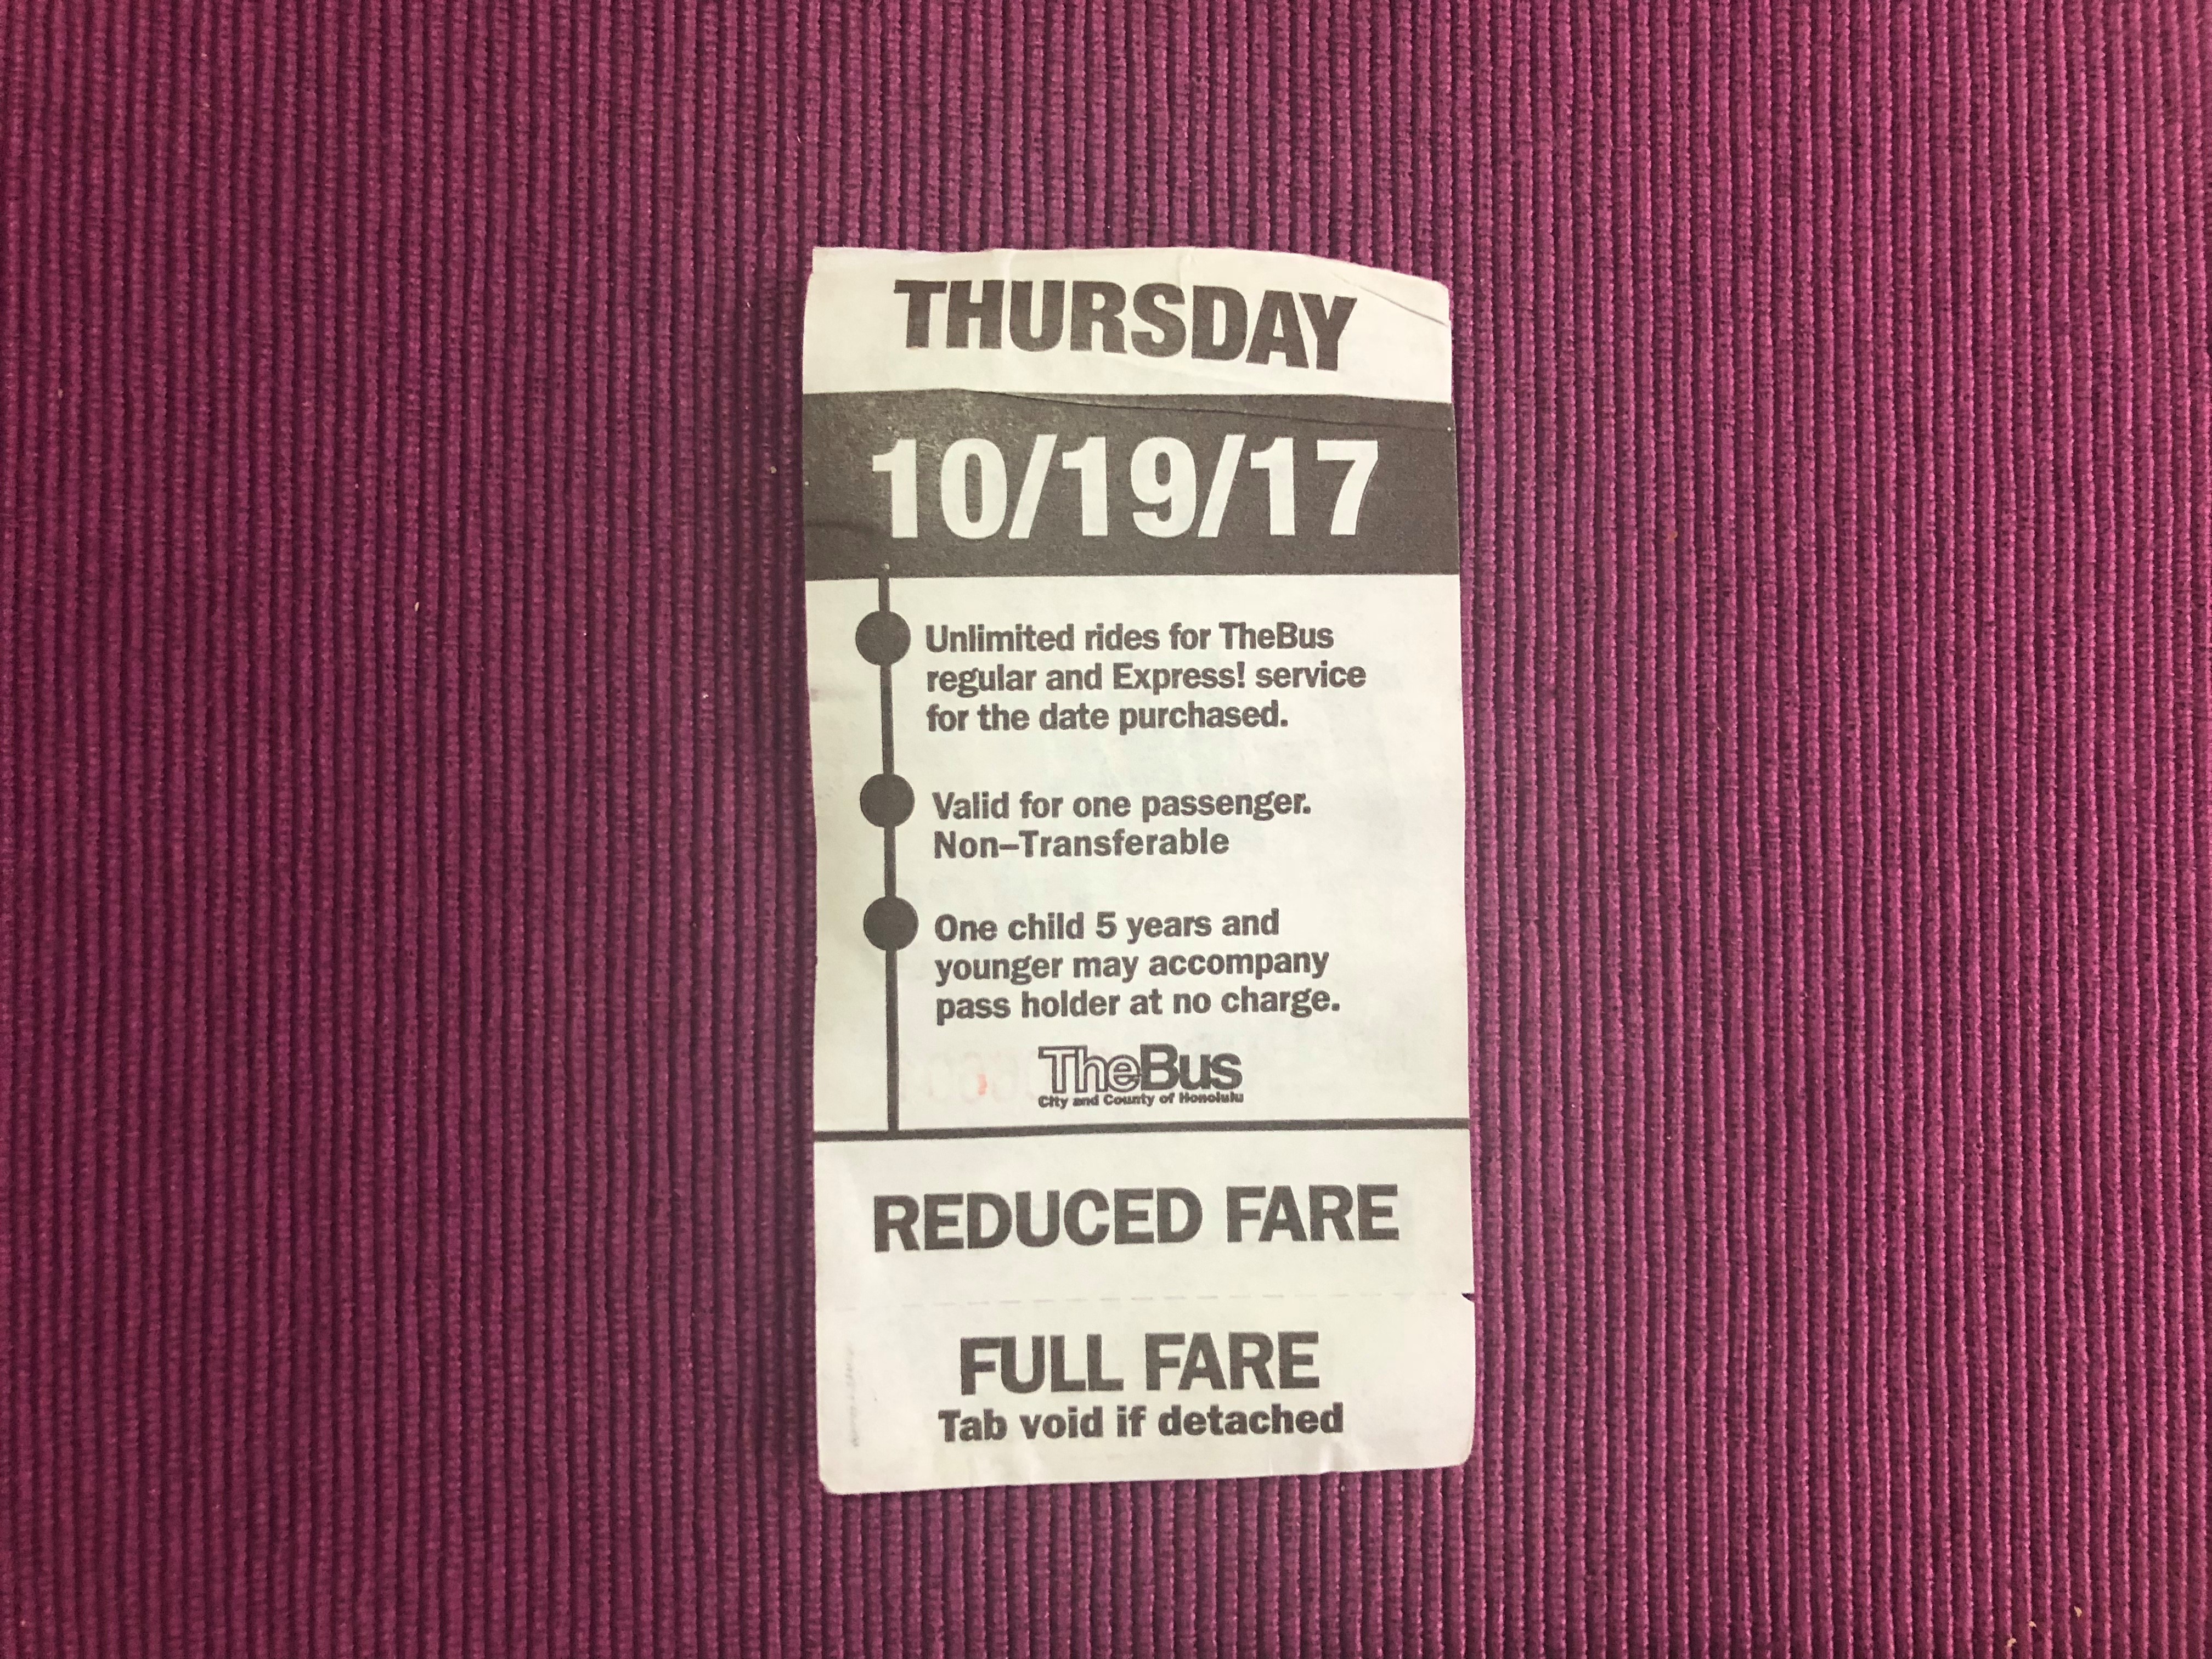 THURSDAY
10/19/17
Unlimited rides for TheBus
regular and Express! service
for the date purchased.
Valid for one passenger.
Non–Transferable
One child 5 years and
younger may accompany
pass holder at no charge.
TheBus
City and County of Honolulu
REDUCED FARE
FULL FARE
Tab void if detached